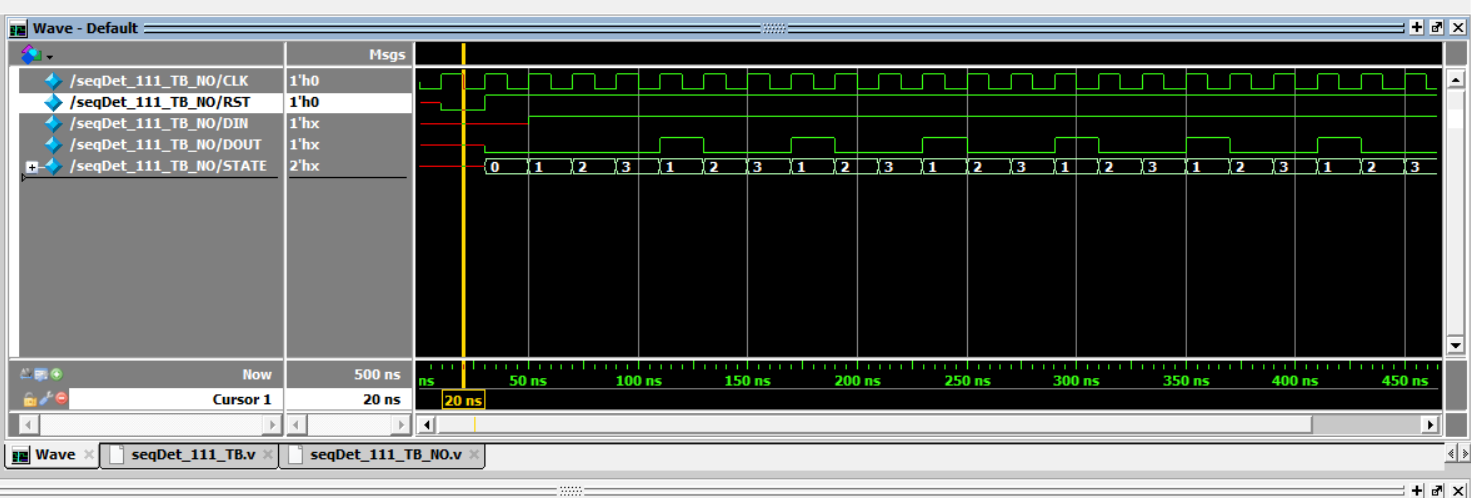 Wave - Default
Msgs
/seqDet_111_TB_NO/CLK 1'h0
/seqDet_111_TB_NO/RST 1'h0
/seqDet_111_TB_NO/DIN 1'hx
/seqDet_111_TB_NO/DOUT 1'hx
/seqDet_111_TB_NO/STATE 2'hx 0 1 2 3 1 2 3 1 2 3 1 2 3 1 2 3 1 2 3 1 2 3
Now 500 ns ns 50 ns 100 ns 150 ns 200 ns 250 ns 300 ns 350 ns 400 ns 450 ns
Cursor 1 20 ns 20 ns
Wave seqDet_111_TB.v seqDet_111_TB_NO.v